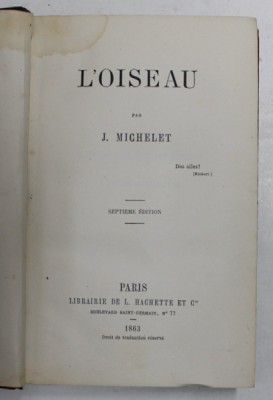 L'OISEAU
PAR
J. MICHELET
Des ailes!
(Rückert)
SEPTIÈME ÉDITION
PARIS
LIBRAIRIE DE L. HACHETTE ET Cie
BOULEVARD SAINT-GERMAIN, N° 77
1863
Droit de traduction réservé